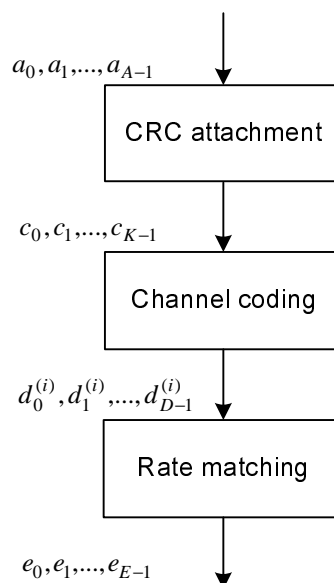 a_0, a_1,..., a_{A-1}
CRC attachment
c_0, c_1,..., c_{K-1}
Channel coding
d_0^{(i)}, d_1^{(i)},..., d_{D-1}^{(i)}
Rate matching
e_0, e_1,..., e_{E-1}